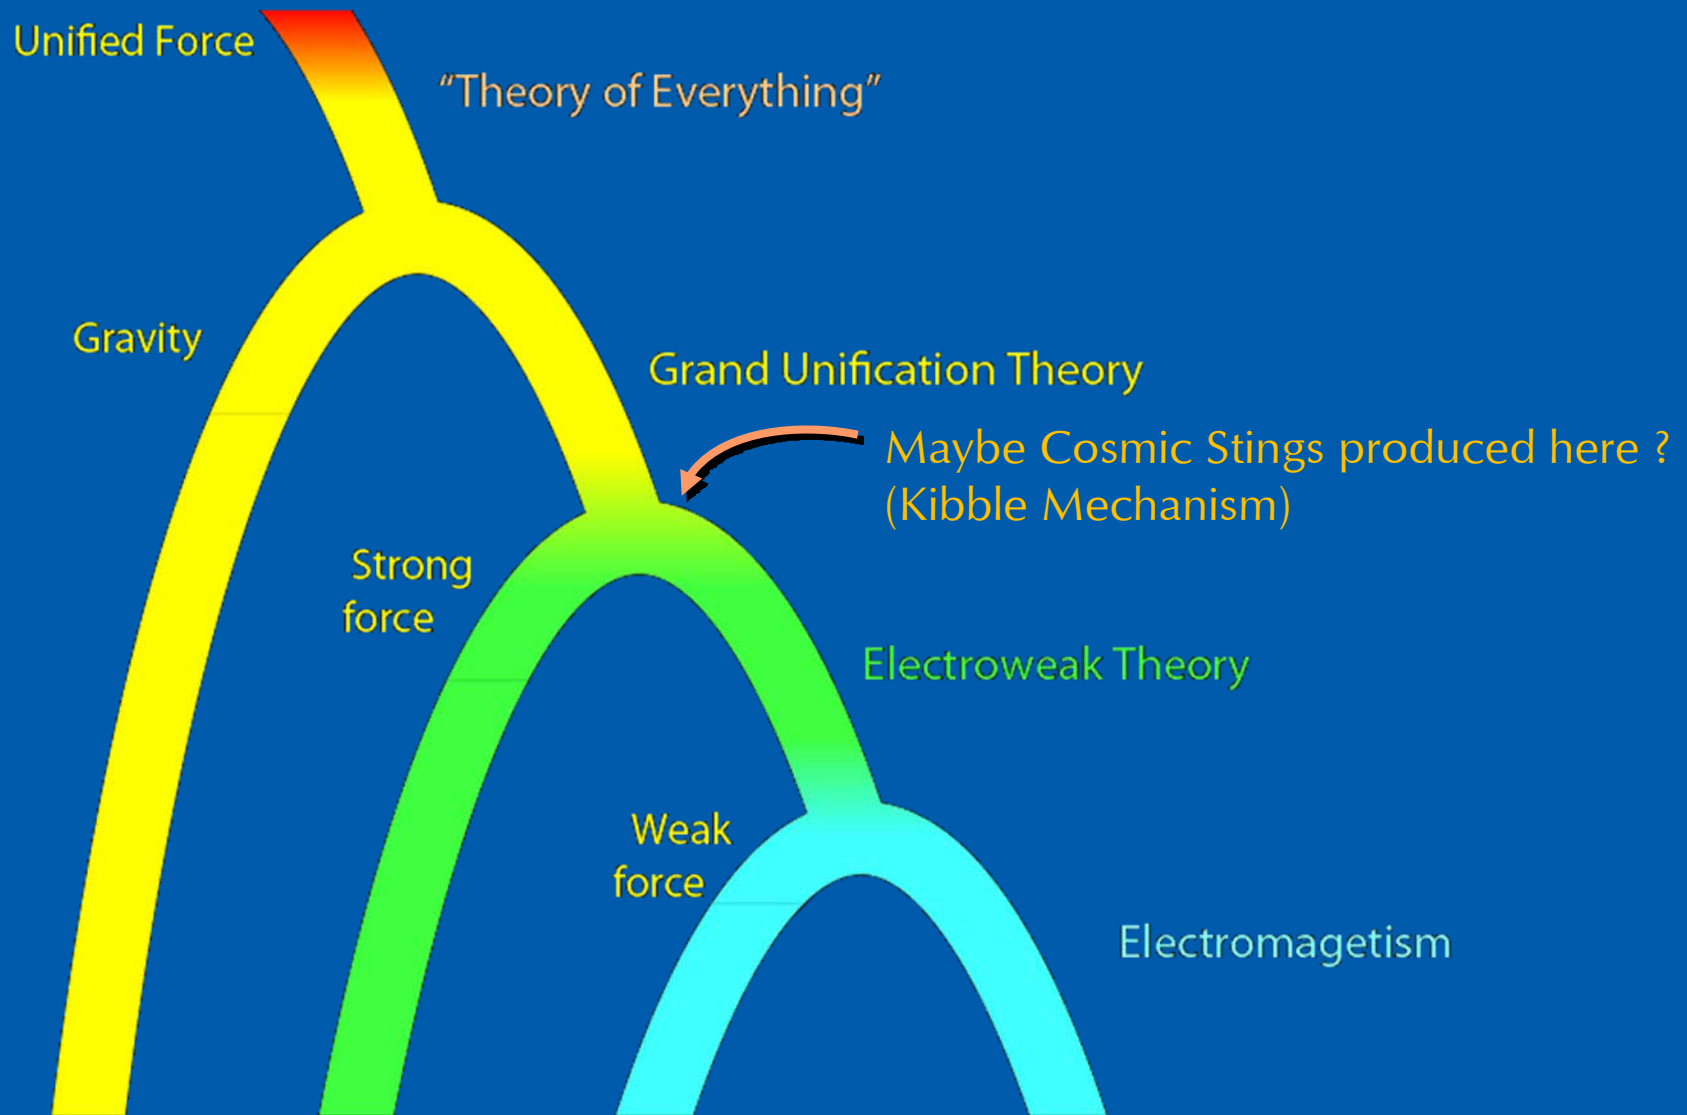 Unified Force
“Theory of Everything”
Gravity
Grand Unification Theory
Maybe Cosmic Stings produced here ?
(Kibble Mechanism)
Strong
force
Electroweak Theory
Weak
force
Electromagetism